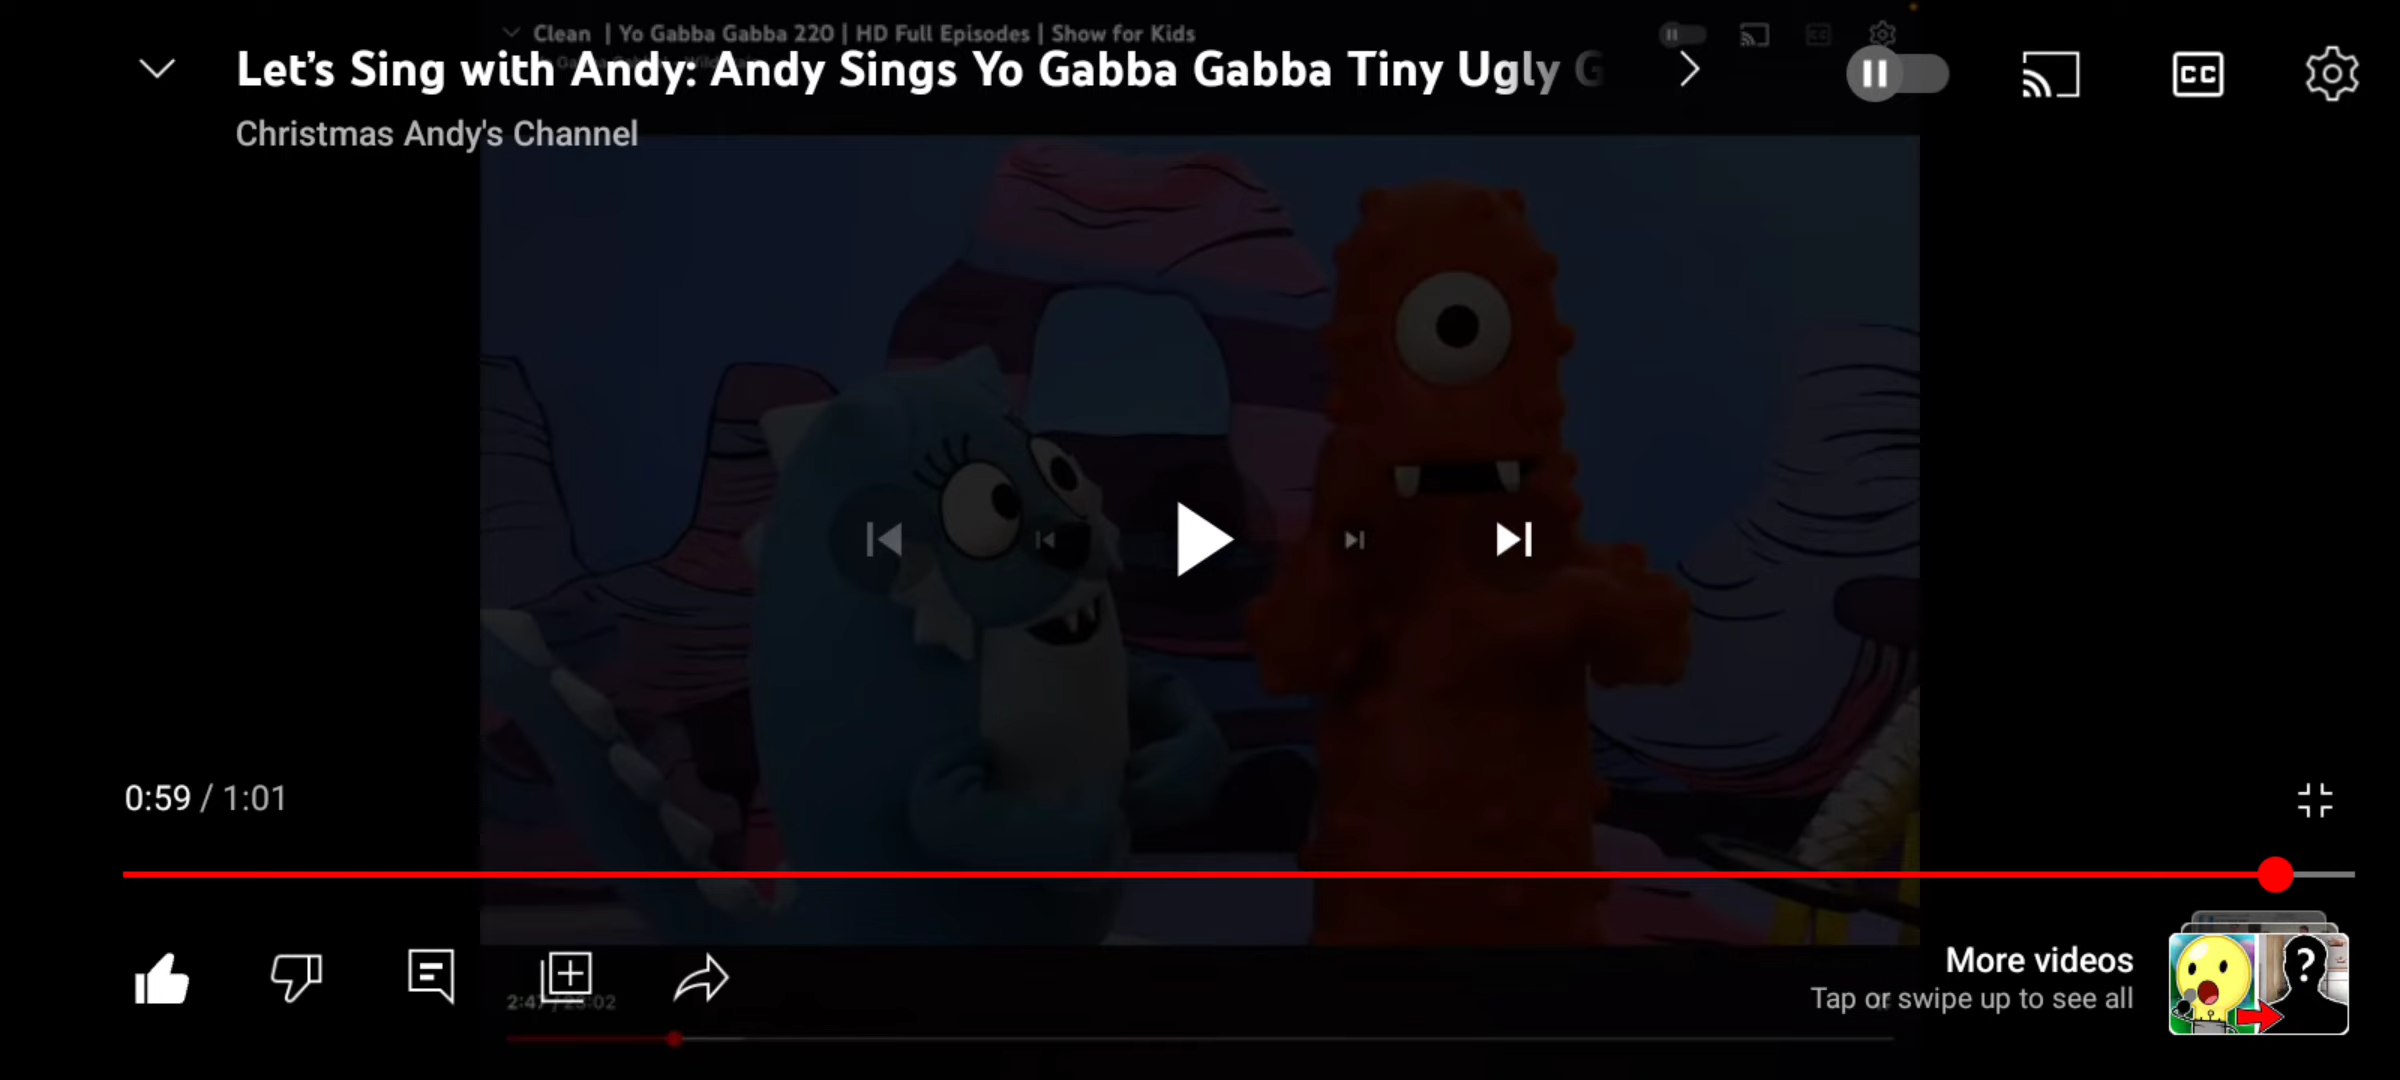 Clean | Yo Gabba Gabba 220 | HD Full Episodes | Show for Kids
Let’s Sing with Andy: Andy Sings Yo Gabba Gabba Tiny Ugly G
Christmas Andy's Channel
CC
0:59 / 1:01
More videos
Tap or swipe up to see all
?